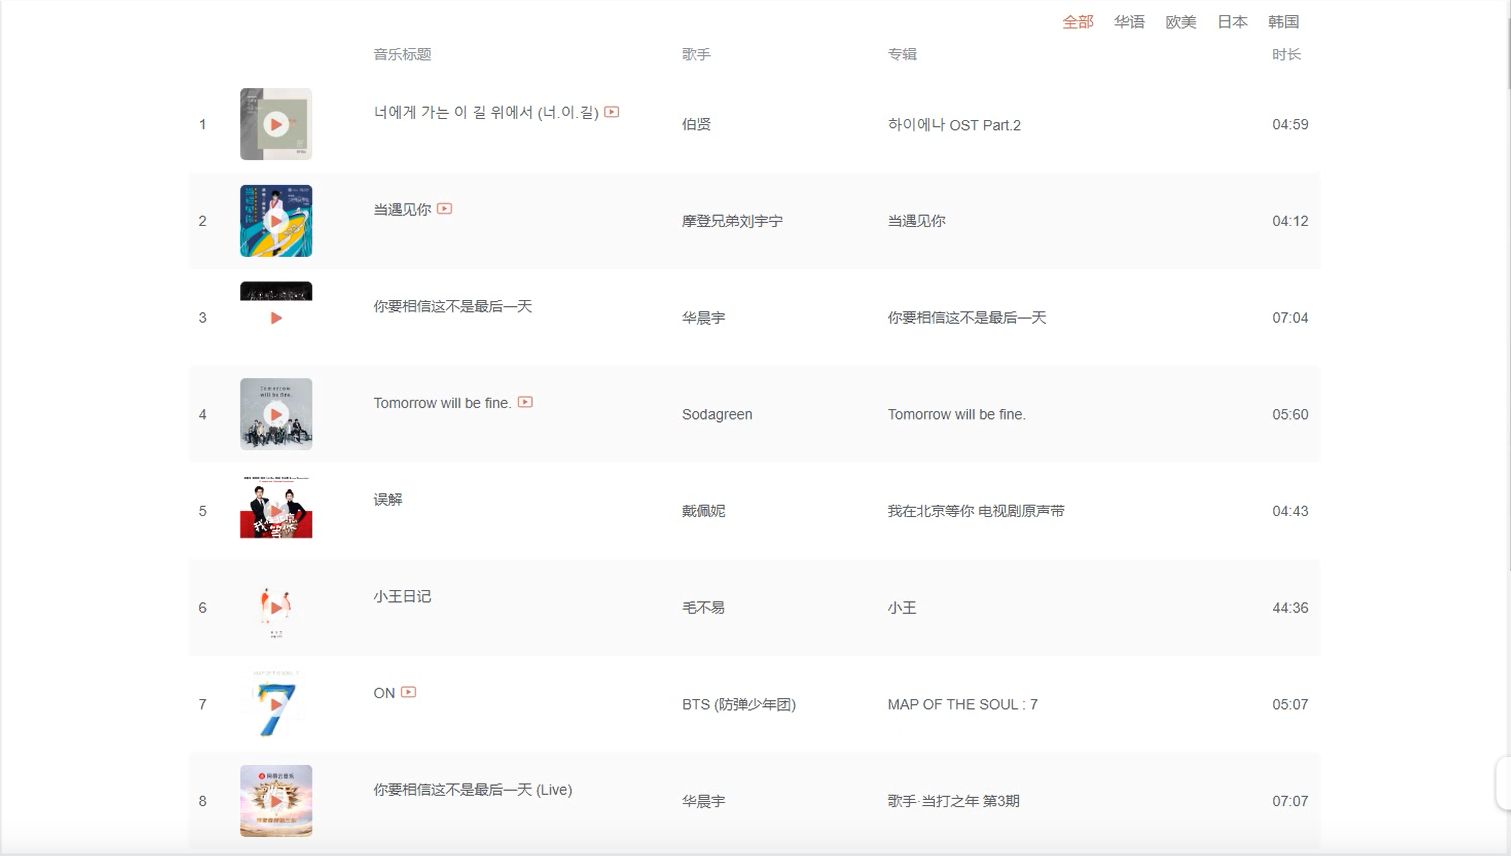 全部 华语 欧美 日本 韩国
音乐标题 歌手 专辑 时长
1 너에게 가는 이 길 위에서 (너.이.길) 伯贤 하이에나 OST Part.2 04:59
2 当遇见你 摩登兄弟刘宇宁 当遇见你 04:12
3 你要相信这不是最后一天 华晨宇 你要相信这不是最后一天 07:04
Tomorrow
will be fine.
4 Tomorrow will be fine. Sodagreen Tomorrow will be fine. 05:60
5 误解 戴佩妮 我在北京等你 电视剧原声带 04:43
6 小王日记 毛不易 小王 44:36
7 ON BTS (防弹少年团) MAP OF THE SOUL : 7 05:07
网易云音乐
8 你要相信这不是最后一天 (Live) 华晨宇 歌手·当打之年 第3期 07:07